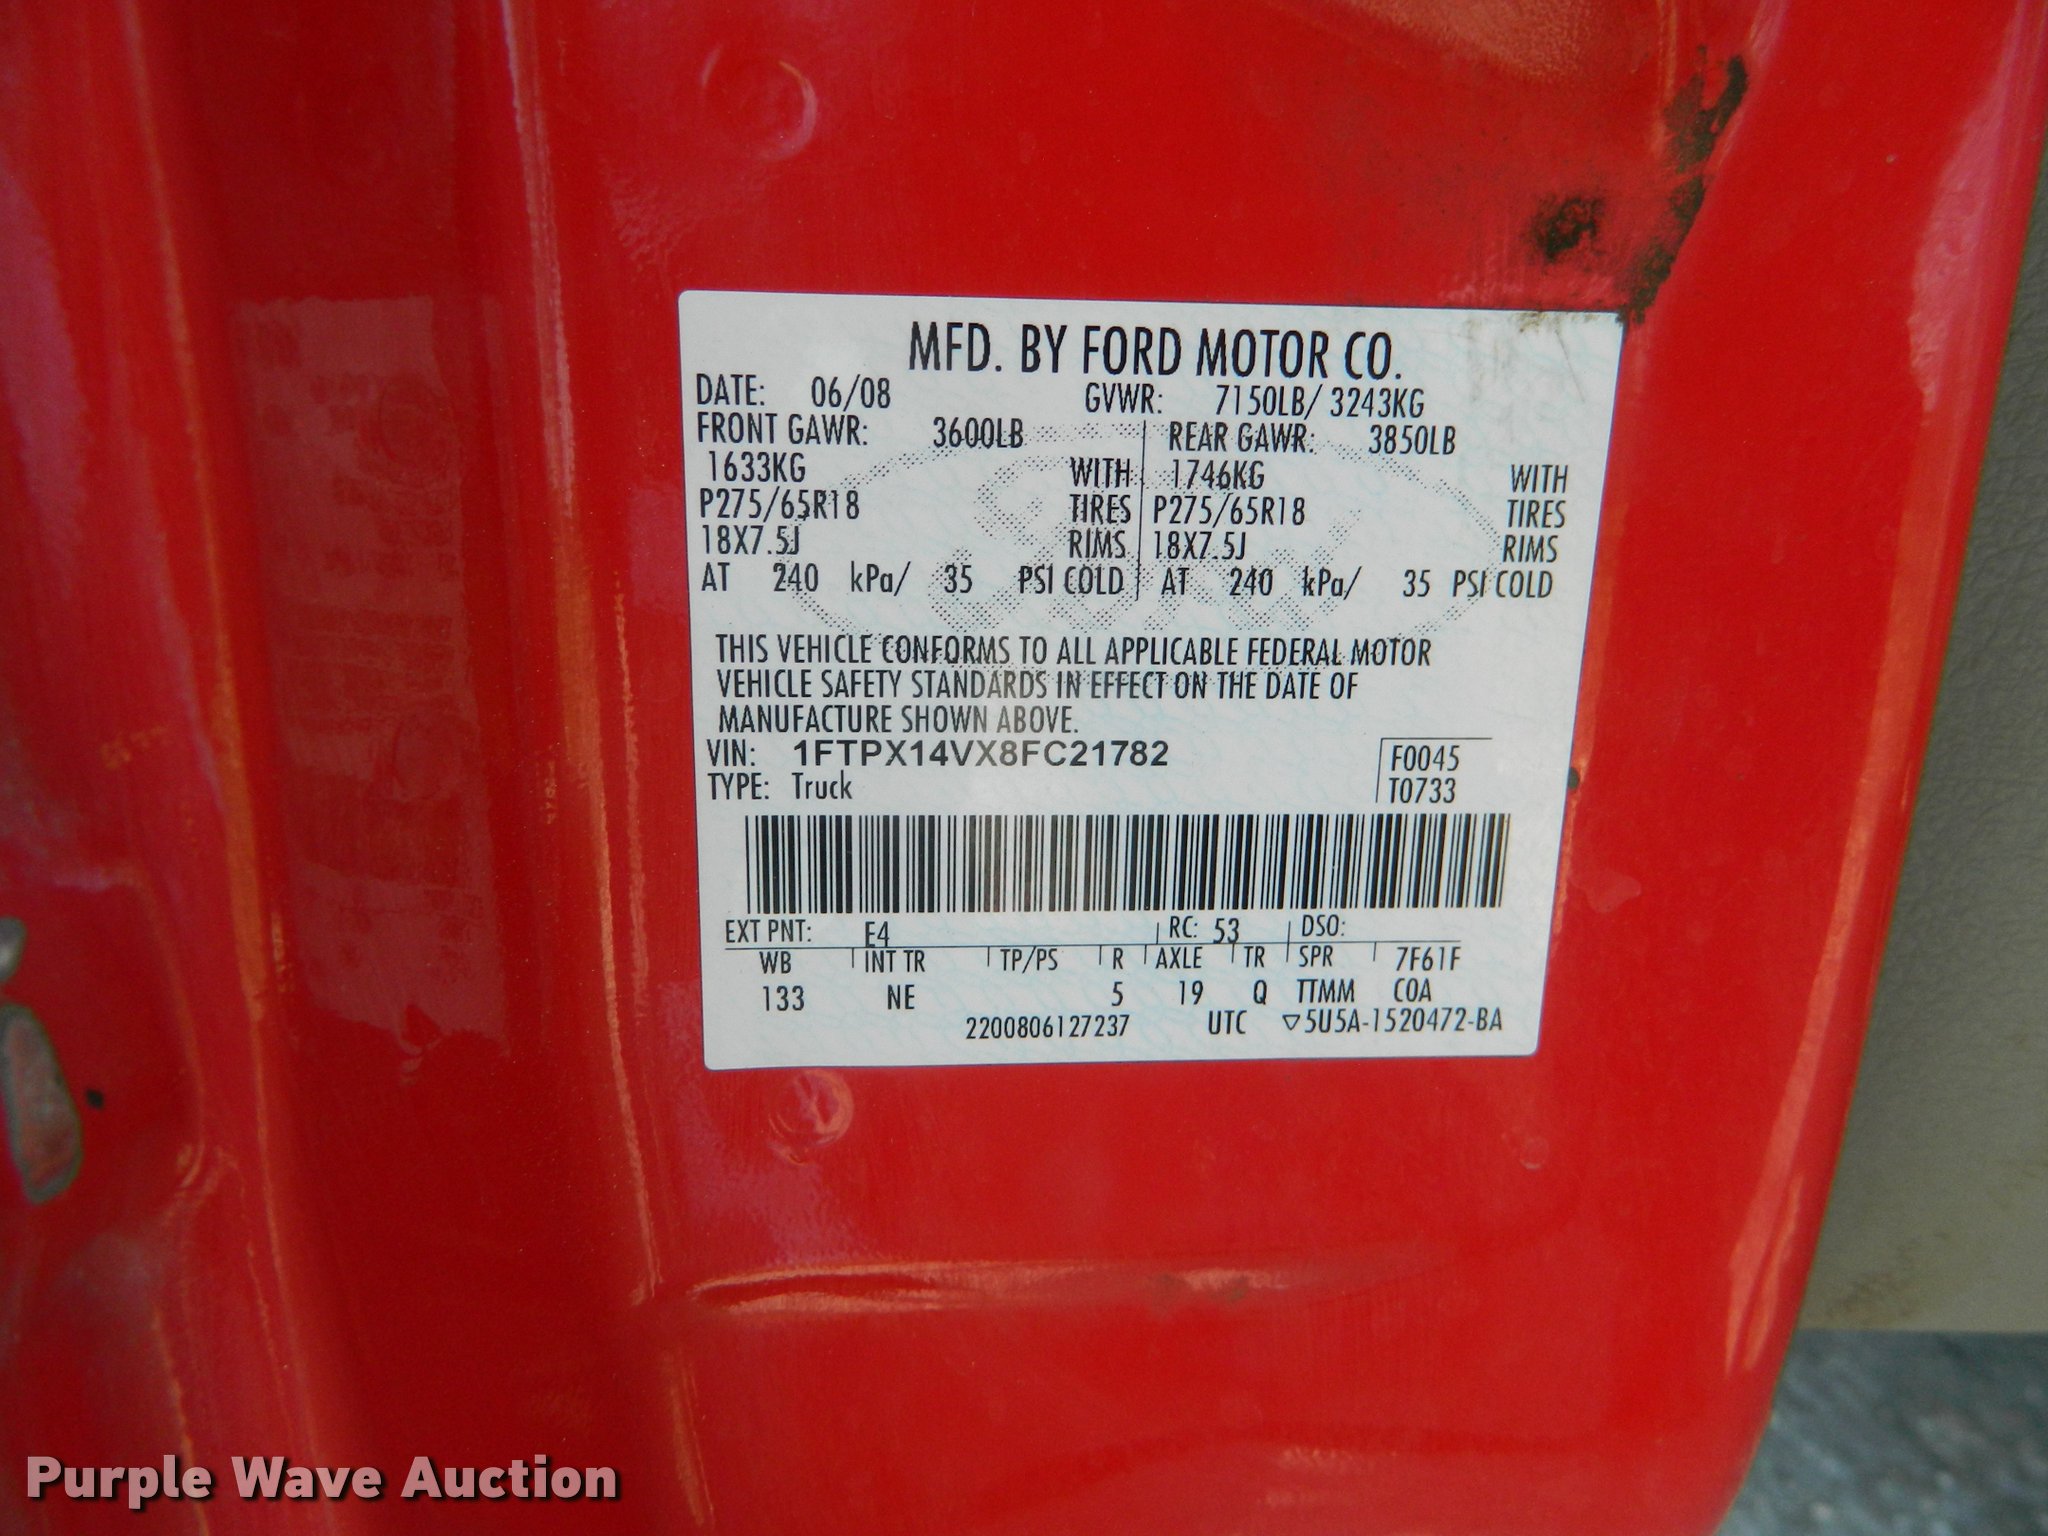 MFD. BY FORD MOTOR CO.
DATE: 06/08 GVWR: 7150LB/ 3243KG
FRONT GAWR: 3600LB REAR GAWR: 3850LB
1633KG WITH 1746KG WITH
P275/65R18 TIRES P275/65R18 TIRES
18X7.5J RIMS 18X7.5J RIMS
AT 240 kPa/ 35 PSI COLD AT 240 kPa/ 35 PSI COLD
THIS VEHICLE CONFORMS TO ALL APPLICABLE FEDERAL MOTOR
VEHICLE SAFETY STANDARDS IN EFFECT ON THE DATE OF
MANUFACTURE SHOWN ABOVE.
VIN: 1FTPX14VX8FC21782 F0045
TYPE: Truck T0733
EXT PNT: E4 RC: 53 DSO:
WB INT TR TP/PS R AXLE TR SPR 7F61F
133 NE 5 19 Q TTMM COA
2200806127237 UTC ▽5U5A-1520472-BA
Purple Wave Auction